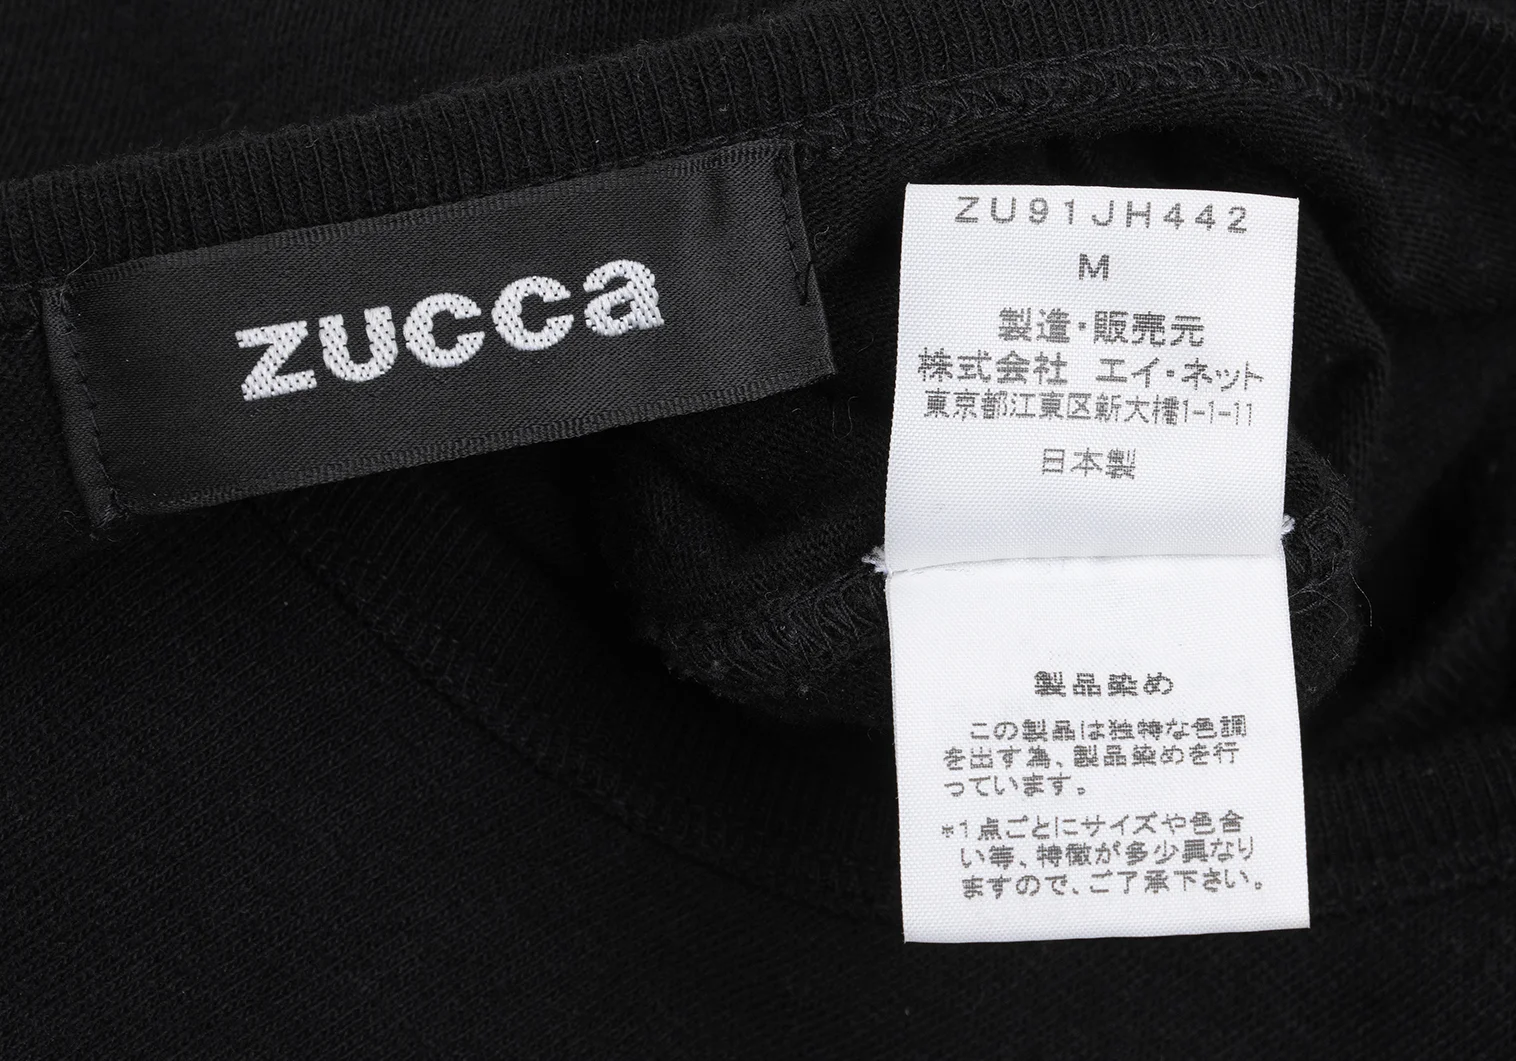 zucca
ZU91JH442
M
製造・販売元
株式会社 エイ・ネット
東京都江東区新大橋1-1-11
日本製
製品染め
この製品は独特な色調
を出す為、製品染めを行
っています。
*1点ごとにサイズや色合
い等、特徴が多少異なり
ますので、ご了承下さい。